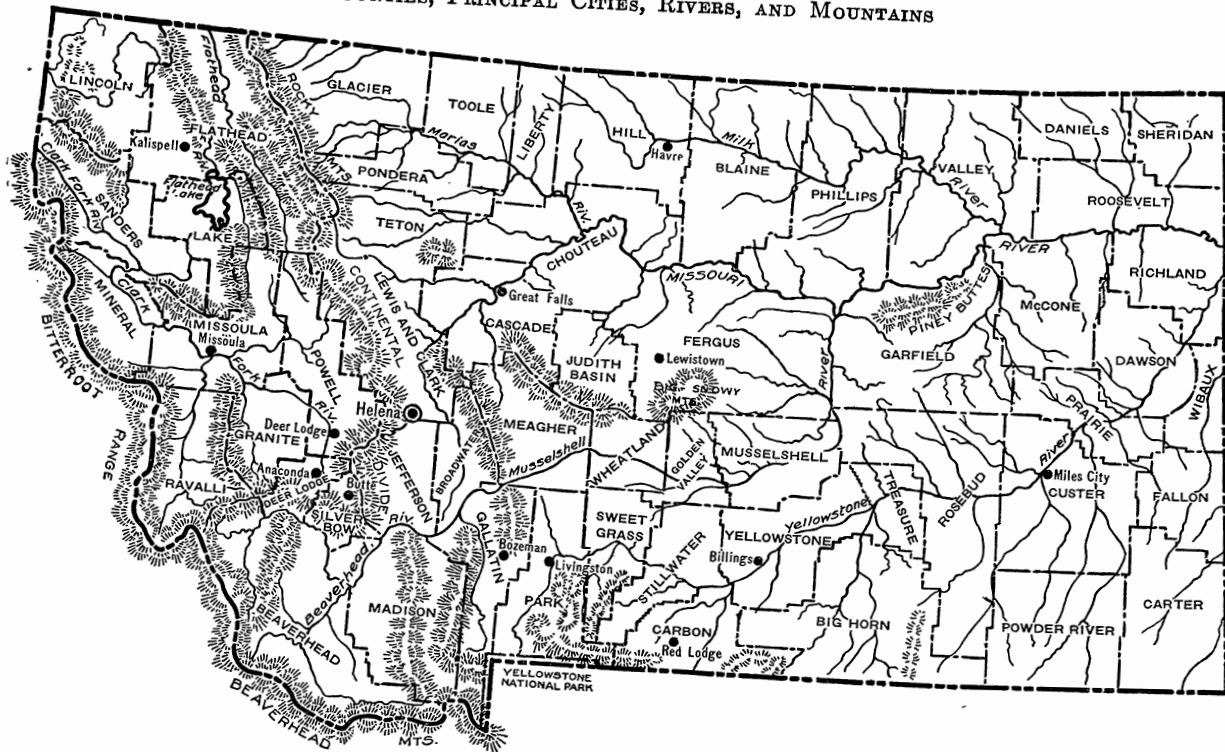 PRINCIPAL CITIES, RIVERS, AND MOUNTAINS
LINCOLN
Flathead
ROCKY
MTS
GLACIER
TOOLE
LIBERTY
HILL
Havre
Milk
BLAINE
PHILLIPS
VALLEY
River
DANIELS
SHERIDAN
ROOSEVELT
Kalispell
FLATHEAD
Marias
Riv.
PONDERA
TETON
CHOUTEAU
Clark Fork Riv.
SANDERS
Flathead
Lake
LAKE
MISSOURI
RIVER
RICHLAND
McCONE
PINEY BUTTES
GARFIELD
DAWSON
WIBAUX
Clark
MINERAL
BITTERROOT
RANGE
MISSOULA
Missoula
Fork
Riv.
POWELL
CONTINENTAL
DIVIDE
LEWIS AND CLARK
Great Falls
CASCADE
JUDITH
BASIN
FERGUS
Lewistown
BIG SNOWY
MTS.
River
Helena
Deer Lodge
GRANITE
Anaconda
DEER LODGE
Butte
SILVER
BOW
RAVALLI
JEFFERSON
BROADWATER
MEAGHER
Musselshell
WHEATLAND
GOLDEN
VALLEY
MUSSELSHELL
PRAIRIE
River
Miles City
CUSTER
FALLON
ROSEBUD
TREASURE
Yellowstone
YELLOWSTONE
Billings
SWEET
GRASS
STILLWATER
GALLATIN
Bozeman
Livingston
PARK
Riv.
Beaverhead
BEAVERHEAD
MADISON
CARBON
Red Lodge
BIG HORN
POWDER RIVER
CARTER
YELLOWSTONE
NATIONAL PARK
BEAVERHEAD
MTS.